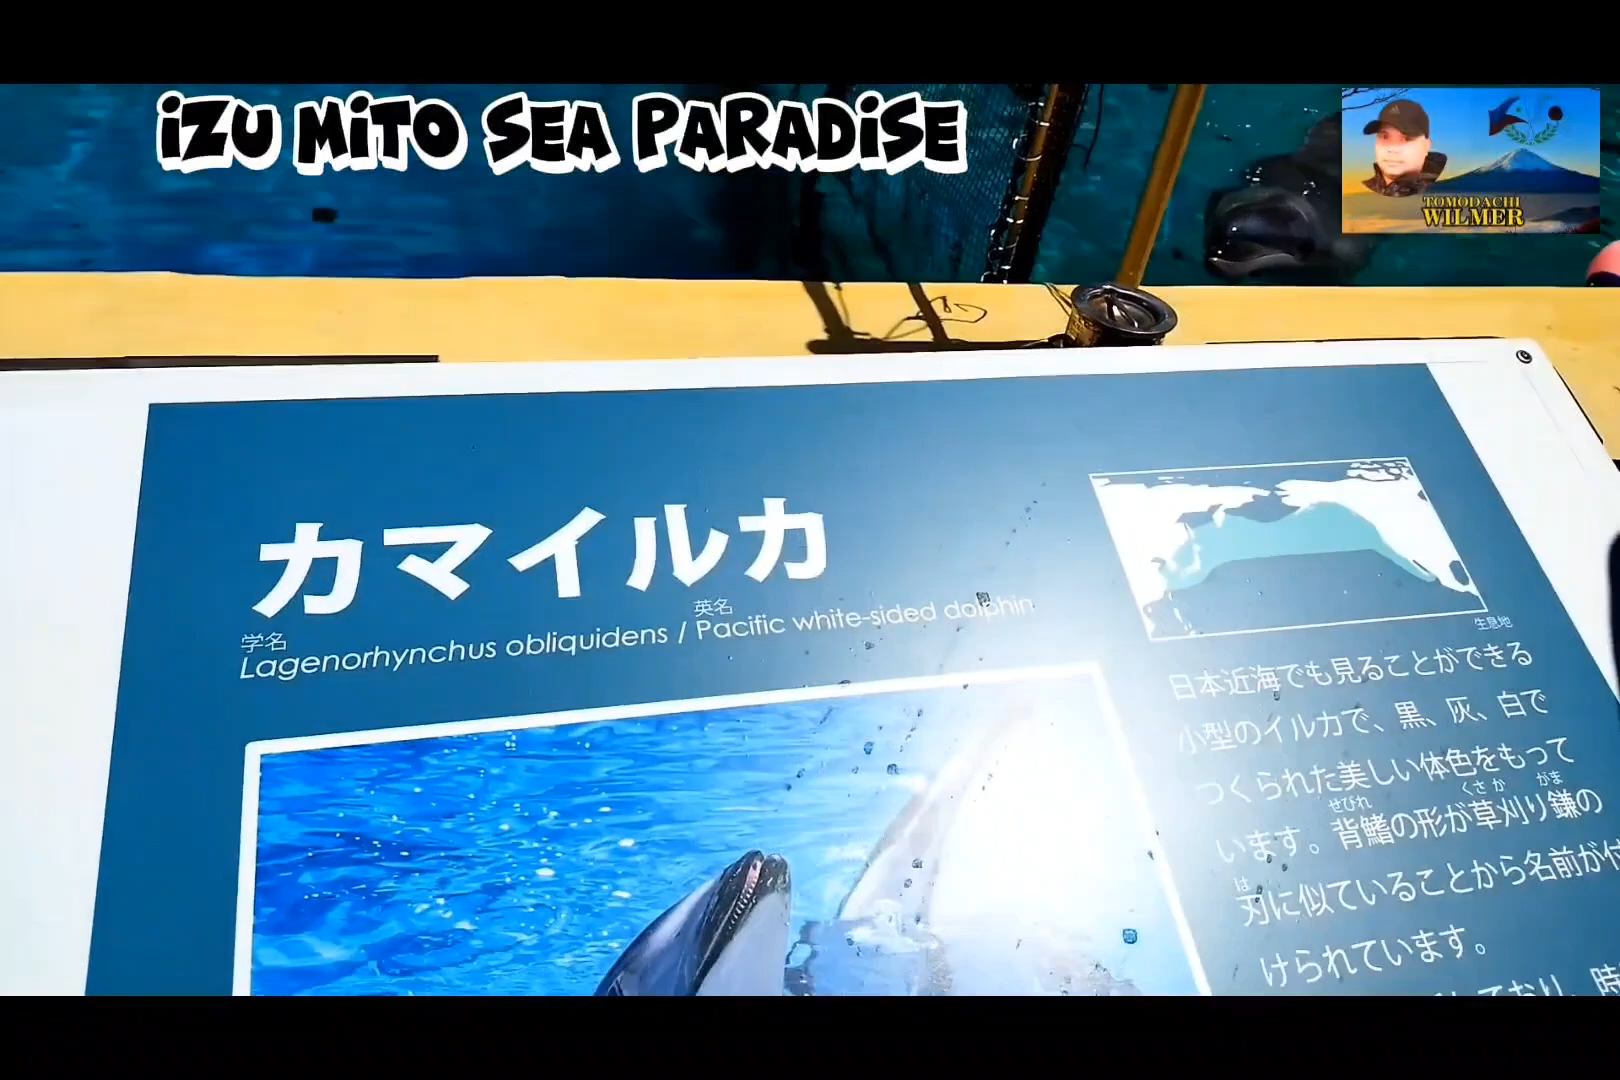 iZU MiTO SEA PARADiSE
TOMODACHI
WILMER
カマイルカ
学名 英名
Lagenorhynchus obliquidens / Pacific white-sided dolphin
生息地
日本近海でも見ることができる
小型のイルカで、黒、灰、白で
つくられた美しい体色をもって
せびれ くさか がま
います。背鰭の形が草刈り鎌の
は
刃に似ていることから名前が付
けられています。
ており、時